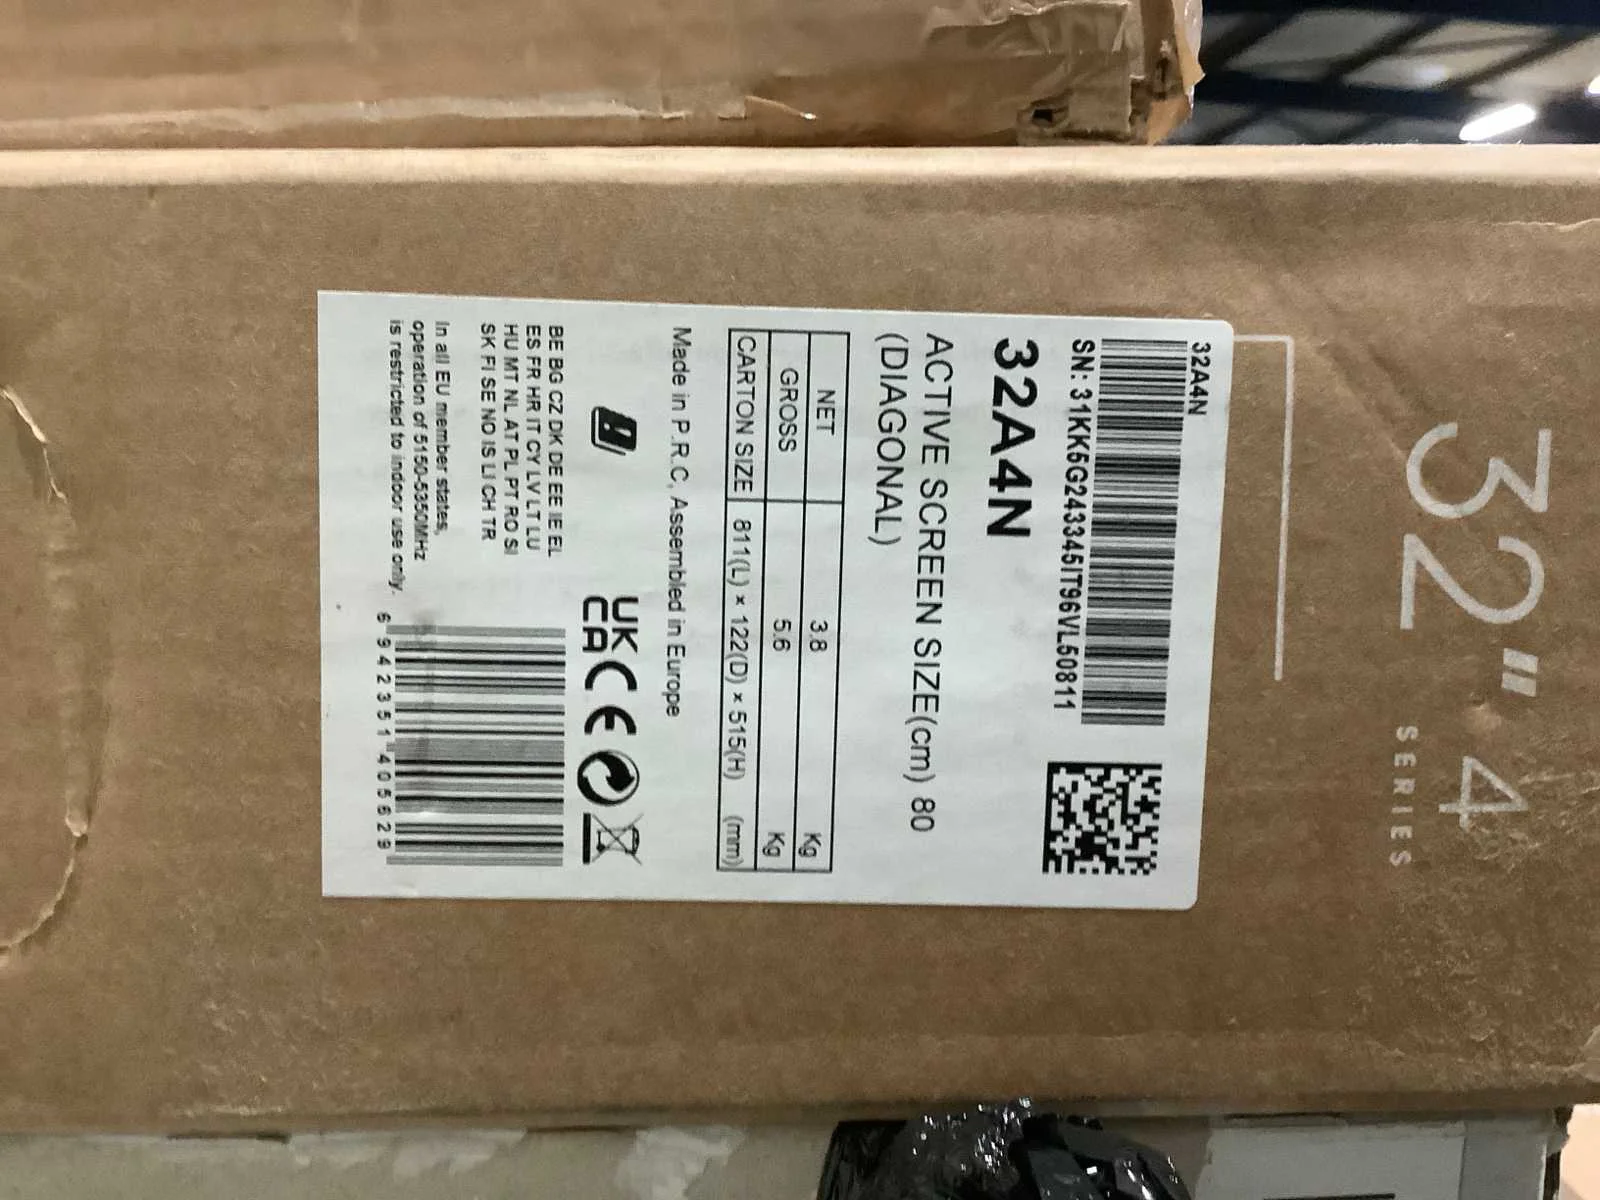 32" 4
SERIES
32A4N
SN: 31KK5G243345IT96VL50811
32A4N
ACTIVE SCREEN SIZE(cm) 80
(DIAGONAL)
NET 3.8 Kg
GROSS 5.6 Kg
CARTON SIZE 811(L) × 122(D) × 515(H) (mm)
Made in P.R.C, Assembled in Europe
UK
CA CE
BE BG CZ DK DE EE IE EL
ES FR HR IT CY LV LT LU
HU MT NL AT PL PT RO SI
SK FI SE NO IS LI CH TR
In all EU member states,
operation of 5150-5350MHz
is restricted to indoor use only.
6 942351 405629